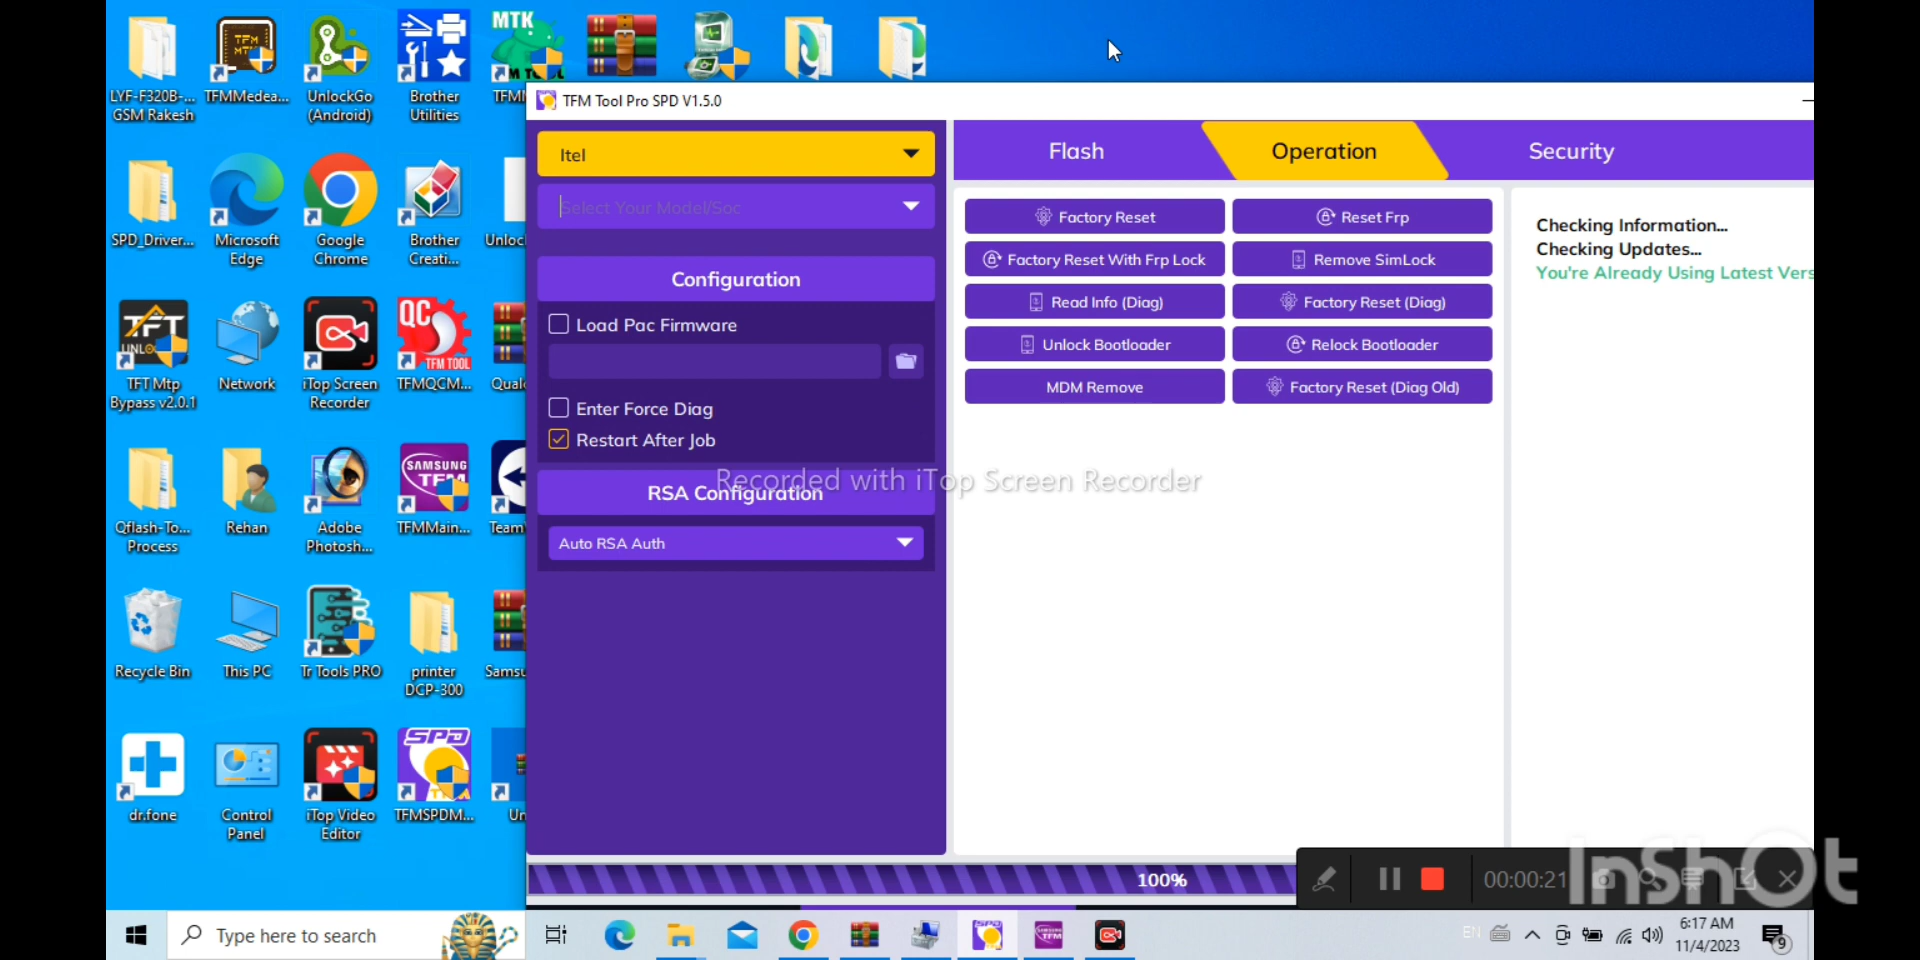 LYF-F320B-...
GSM Rakesh
TFMMedea...
UnlockGo
(Android)
Brother
Utilities
MTK
SPD_Driver...
Microsoft
Edge
Google
Chrome
Brother
Creati...
TFT
TFT Mtp
Bypass v2.0.1
Network
iTop Screen
Recorder
QC
TFM TOOL
TFMQCM...
Qflash-To...
Process
Rehan
Adobe
Photosh...
SAMSUNG
TFM
TFMMain...
Recycle Bin
This PC
Tr Tools PRO
printer
DCP-300
dr.fone
Control
Panel
iTop Video
Editor
SPD
TFMSPDM...
TFM Tool Pro SPD V1.5.0
Itel
Select Your Model/Soc
Configuration
Load Pac Firmware
Enter Force Diag
Restart After Job
RSA Configuration
Auto RSA Auth
Flash
Operation
Security
Factory Reset
Reset Frp
Factory Reset With Frp Lock
Remove SimLock
Read Info (Diag)
Factory Reset (Diag)
Unlock Bootloader
Relock Bootloader
MDM Remove
Factory Reset (Diag Old)
Checking Information...
Checking Updates...
You're Already Using Latest Vers
Recorded with iTop Screen Recorder
100%
00:00:21
InShOt
Type here to search
EN
6:17 AM
11/4/2023
9